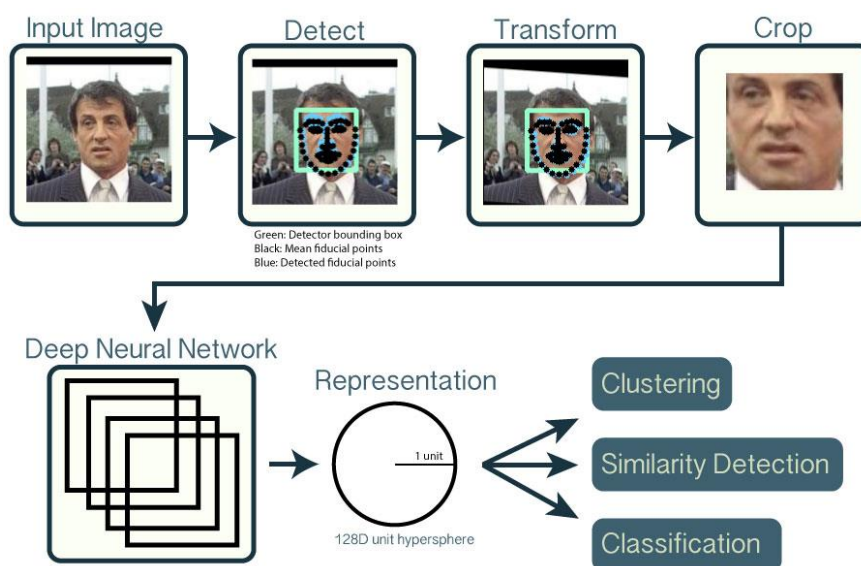 Input Image
Detect
Transform
Crop
Green: Detector bounding box
Black: Mean fiducial points
Blue: Detected fiducial points
Deep Neural Network
Representation
1 unit
128D unit hypersphere
Clustering
Similarity Detection
Classification